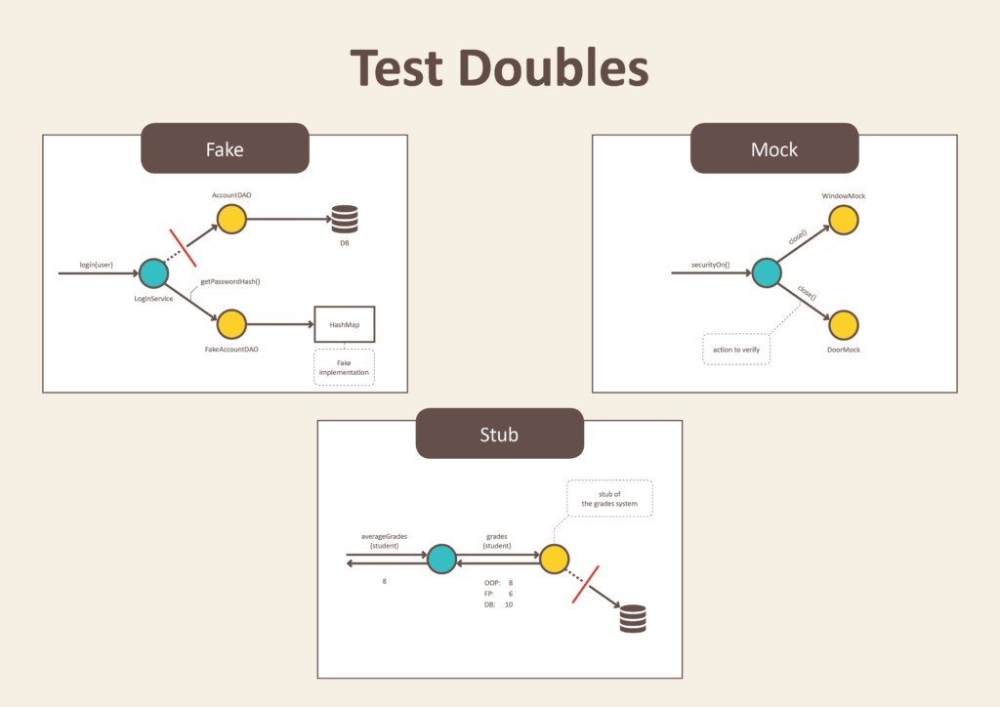 Test Doubles
Fake
AccountDAO
DB
login(user)
getPasswordHash()
LoginService
HashMap
FakeAccountDAO
Fake
implementation
Mock
WindowMock
close()
securityOn()
close()
action to verify
DoorMock
Stub
stub of
the grades system
averageGrades
(student)
grades
(student)
8
OOP: 8
FP: 6
DB: 10